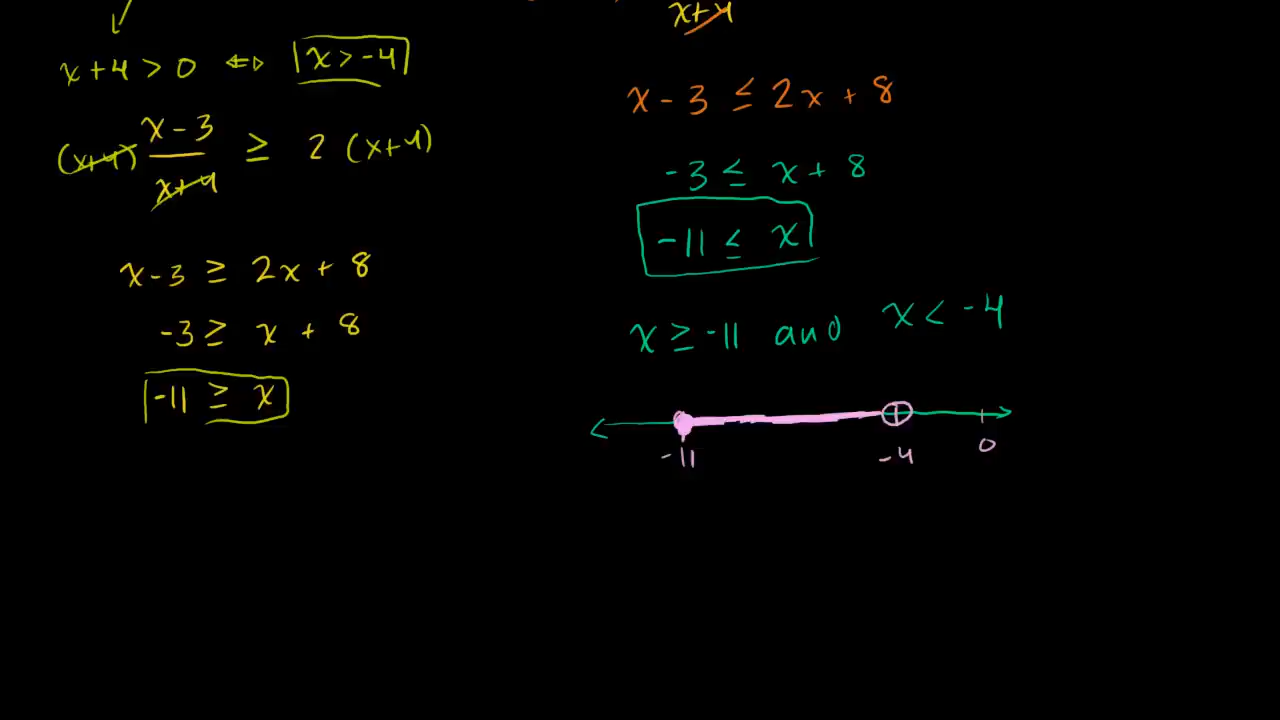 x + 4 > 0 ⇔ x > -4
(x+4) x - 3 / x+4 ≥ 2 (x+4)
x - 3 ≥ 2x + 8
-3 ≥ x + 8
-11 ≥ x
x+4
x - 3 ≤ 2x + 8
-3 ≤ x + 8
-11 ≤ x
x ≥ -11 and x < -4
-11 -4 0